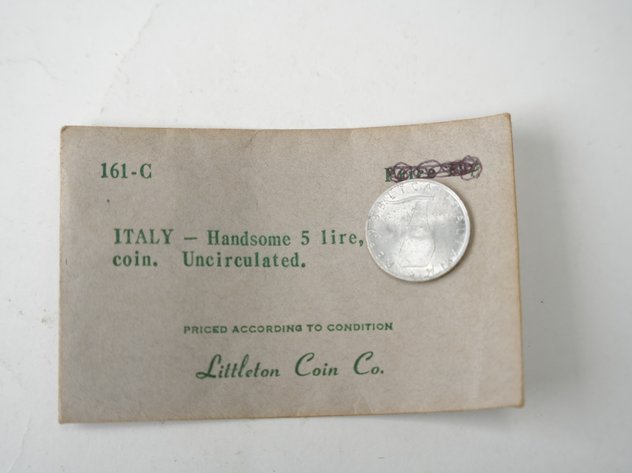 161-C
ITALY — Handsome 5 lire,
coin. Uncirculated.
PRICED ACCORDING TO CONDITION
Littleton Coin Co.